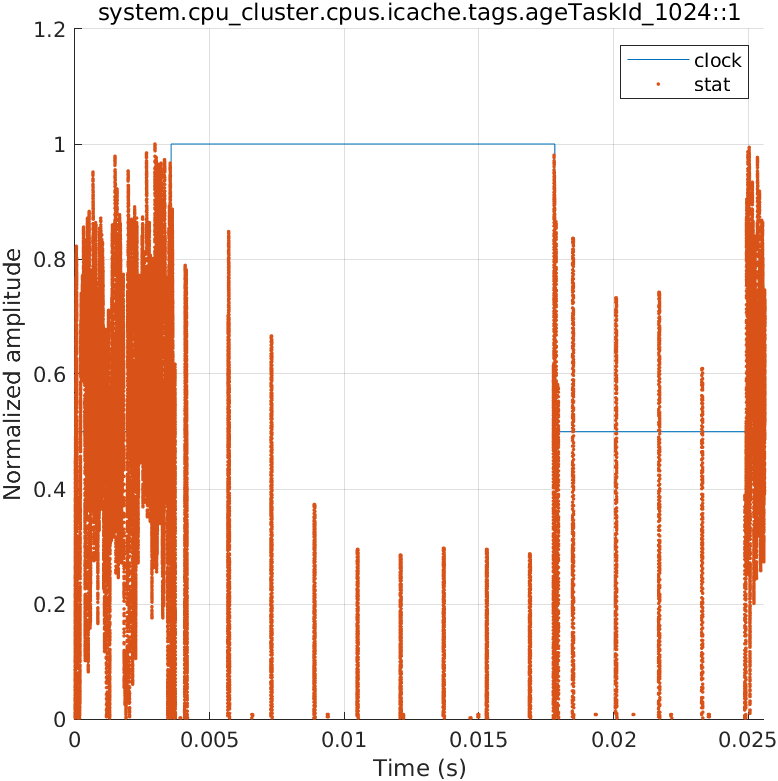 system.cpu_cluster.cpus.icache.tags.ageTaskId_1024::1
1.2
clock
stat
1
0.8
0.6
0.4
0.2
0
Normalized amplitude
0
0.005
0.01
0.015
0.02
0.025
Time (s)